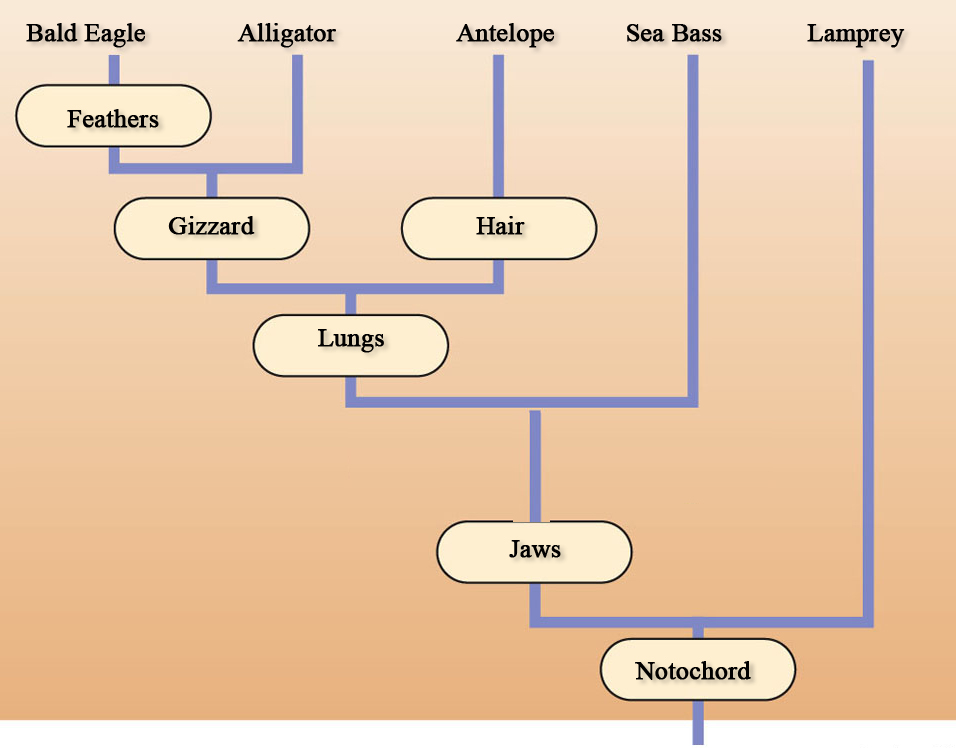 Bald Eagle Alligator Antelope Sea Bass Lamprey
Feathers
Gizzard Hair
Lungs
Jaws
Notochord